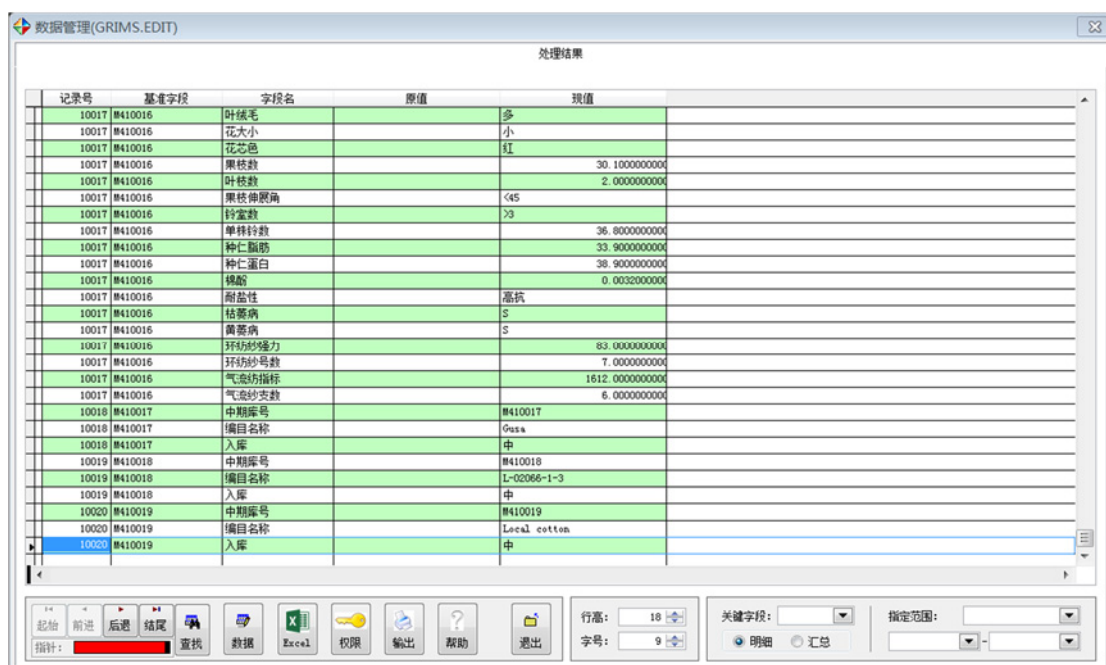 数据管理(GRIMS.EDIT)
处理结果
记录号 基准字段 字段名 原值 现值
10017 M410016 叶绒毛 多
10017 M410016 花大小 小
10017 M410016 花芯色 红
10017 M410016 果枝数 30.1000000000
10017 M410016 叶枝数 2.0000000000
10017 M410016 果枝伸展角 <45
10017 M410016 铃室数 >3
10017 M410016 单株铃数 36.8000000000
10017 M410016 种仁脂肪 33.9000000000
10017 M410016 种仁蛋白 38.9000000000
10017 M410016 棉酚 0.0032000000
10017 M410016 耐盐性 高抗
10017 M410016 枯萎病 S
10017 M410016 黄萎病 S
10017 M410016 环纺纱强力 83.0000000000
10017 M410016 环纺纱号数 7.0000000000
10017 M410016 气流纺指标 1612.0000000000
10017 M410016 气流纱支数 6.0000000000
10018 M410017 中期库号 M410017
10018 M410017 编目名称 Guza
10018 M410017 入库 中
10019 M410018 中期库号 M410018
10019 M410018 编目名称 L-02066-1-3
10019 M410018 入库 中
10020 M410019 中期库号 M410019
10020 M410019 编目名称 Local cotton
10020 M410019 入库 中
起始 前进 后退 结尾 查找 数据 Excel 权限 输出 帮助 退出
指针:
行高: 18
字号: 9
关键字段: 指定范围:
明细 汇总 -